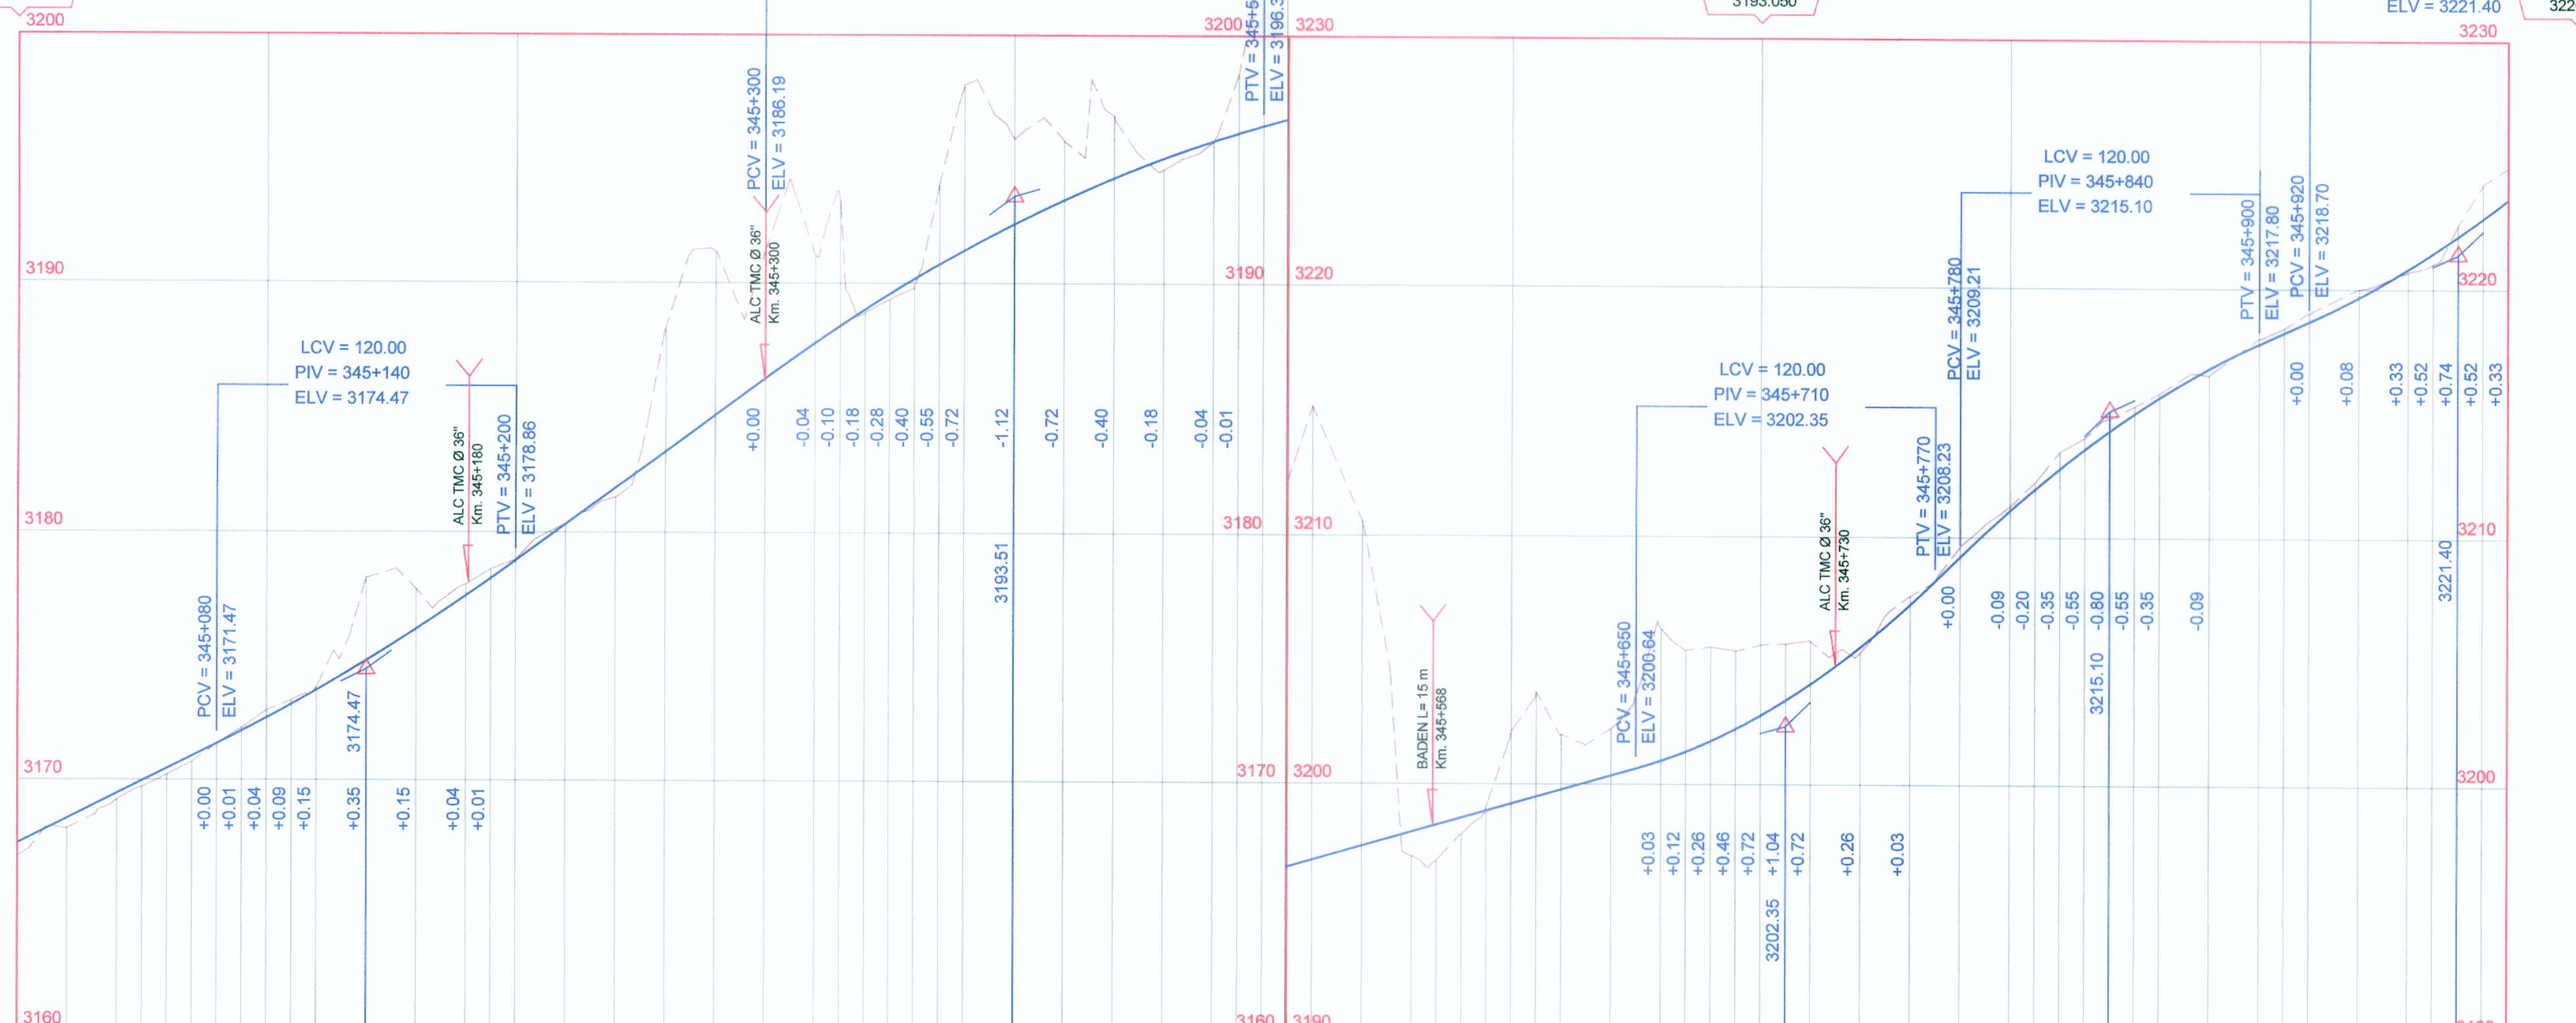 3193.050
ELV = 3221.40
3200
3200
3230
3230
PTV = 345+5
ELV = 3196.3
PCV = 345+300
ELV = 3186.19
ALC TMC Ø 36"
Km. 345+300
LCV = 120.00
PIV = 345+840
ELV = 3215.10
PTV = 345+900
ELV = 3217.80
PCV = 345+920
ELV = 3218.70
3190
3190
3220
3220
PCV = 345+780
ELV = 3209.21
LCV = 120.00
PIV = 345+140
ELV = 3174.47
LCV = 120.00
PIV = 345+710
ELV = 3202.35
+0.00
+0.08
+0.33
+0.52
+0.74
+0.52
+0.33
ALC TMC Ø 36"
Km. 345+180
PTV = 345+200
ELV = 3178.86
+0.00
-0.04
-0.10
-0.18
-0.28
-0.40
-0.55
-0.72
-1.12
-0.72
-0.40
-0.18
-0.04
-0.01
PTV = 345+770
ELV = 3208.23
ALC TMC Ø 36"
Km. 345+730
3180
3180
3210
3210
3193.51
3221.40
PCV = 345+080
ELV = 3171.47
+0.00
-0.09
-0.20
-0.35
-0.55
-0.80
-0.55
-0.35
-0.09
PCV = 345+650
ELV = 3200.64
BADEN L= 15 m
Km. 345+568
3174.47
3215.10
3170
3170
3200
3200
+0.00
+0.01
+0.04
+0.09
+0.15
+0.35
+0.15
+0.04
+0.01
+0.03
+0.12
+0.26
+0.46
+0.72
+1.04
+0.72
+0.26
+0.03
3202.35
3160
3160
3190